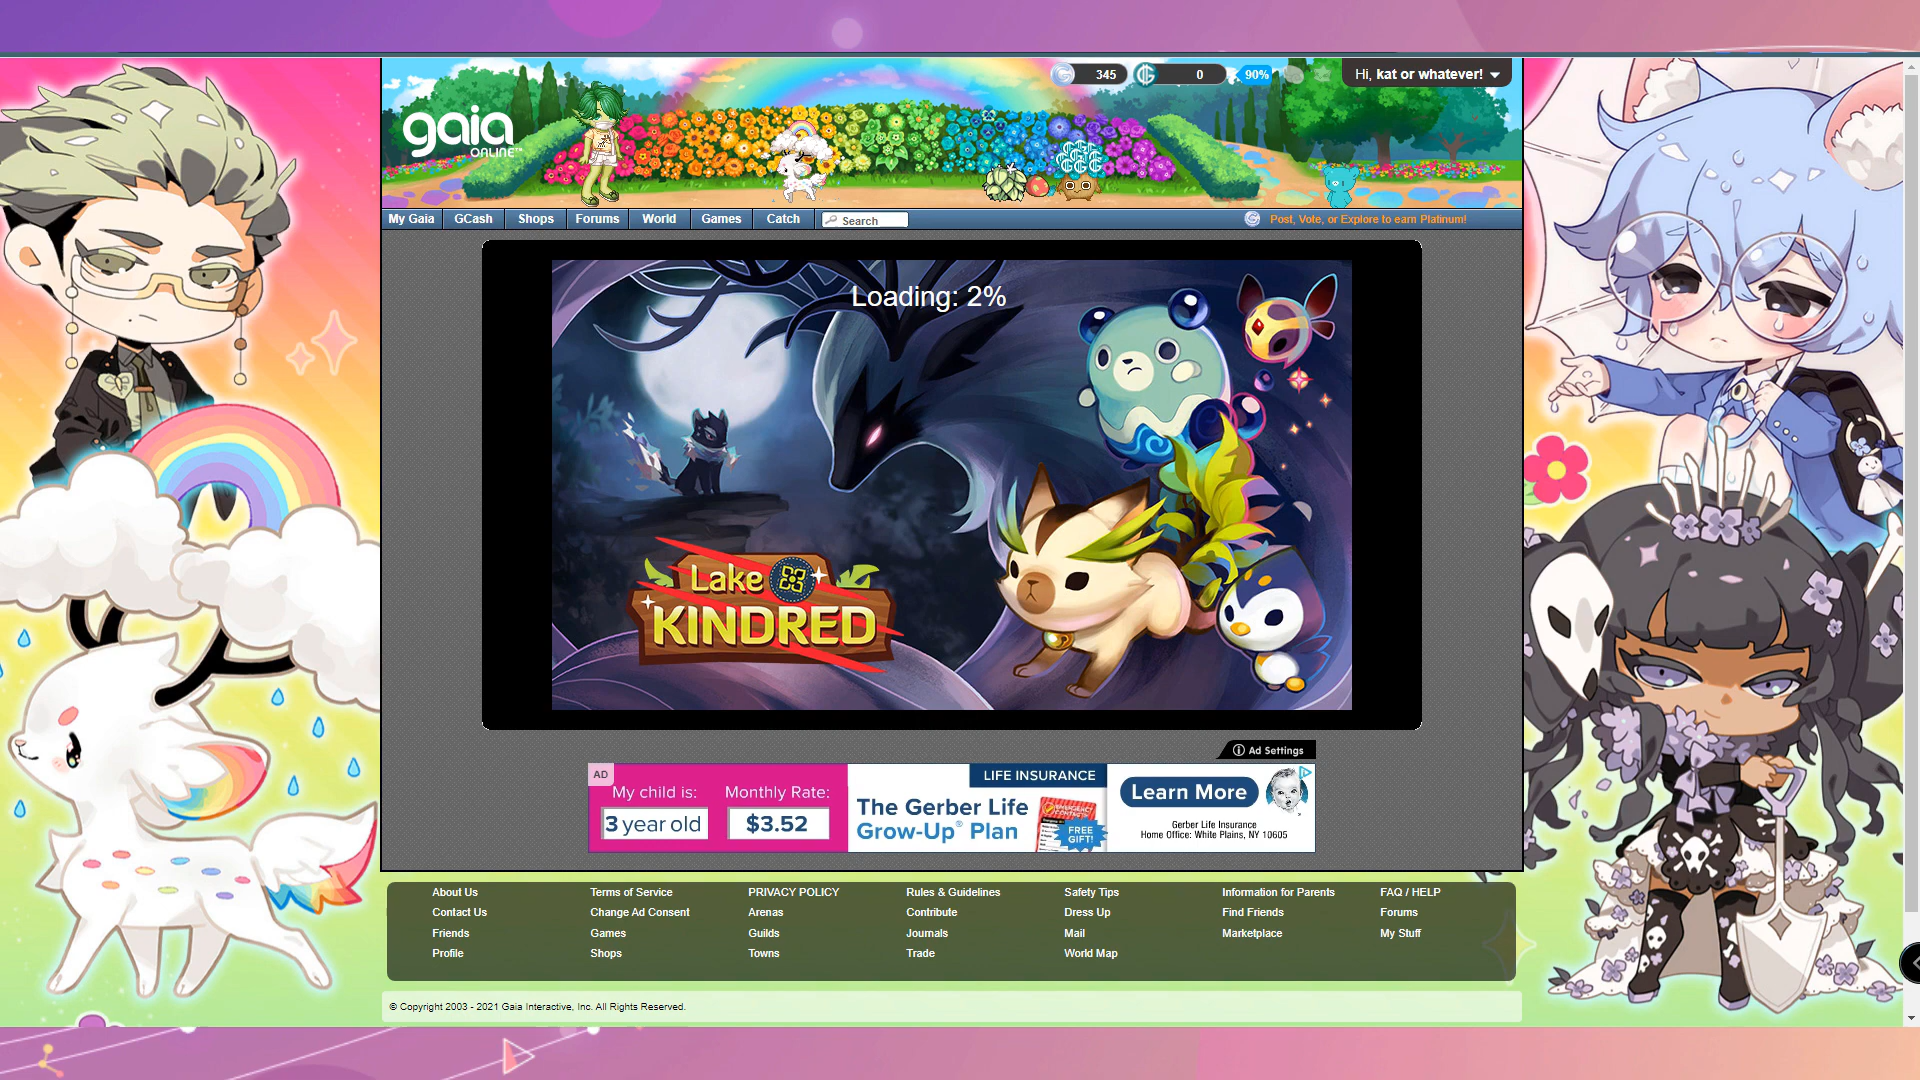 345
0
90%
Hi, kat or whatever!
gaia
ONLINE™
My Gaia
GCash
Shops
Forums
World
Games
Catch
Search
Post, Vote, or Explore to earn Platinum!
Loading: 2%
Lake
KINDRED
Ad Settings
AD
My child is:
3 year old
Monthly Rate:
$3.52
LIFE INSURANCE
The Gerber Life
Grow-Up® Plan
FREE
GIFT!
Learn More
Gerber Life Insurance
Home Office: White Plains, NY 10605
About Us
Terms of Service
PRIVACY POLICY
Rules & Guidelines
Safety Tips
Information for Parents
FAQ / HELP
Contact Us
Change Ad Consent
Arenas
Contribute
Dress Up
Find Friends
Forums
Friends
Games
Guilds
Journals
Mail
Marketplace
My Stuff
Profile
Shops
Towns
Trade
World Map
© Copyright 2003 - 2021 Gaia Interactive, Inc. All Rights Reserved.